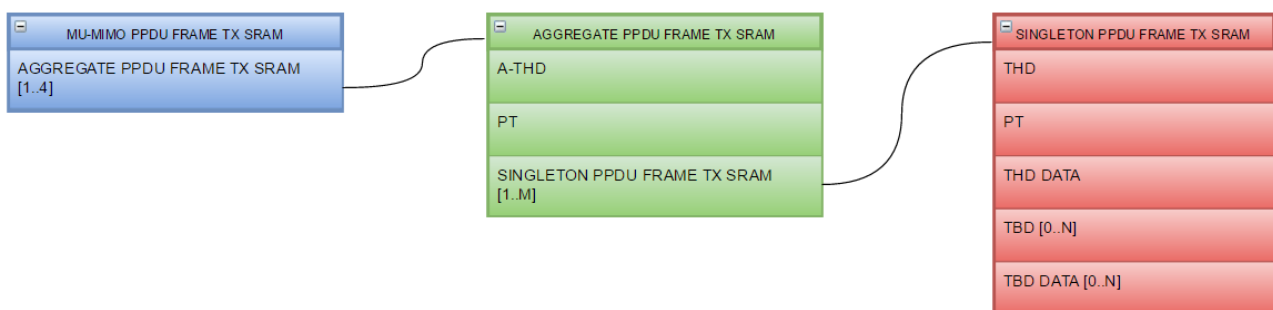 MU-MIMO PPDU FRAME TX SRAM
AGGREGATE PPDU FRAME TX SRAM
[1..4]
AGGREGATE PPDU FRAME TX SRAM
A-THD
PT
SINGLETON PPDU FRAME TX SRAM
[1..M]
SINGLETON PPDU FRAME TX SRAM
THD
PT
THD DATA
TBD [0..N]
TBD DATA [0..N]